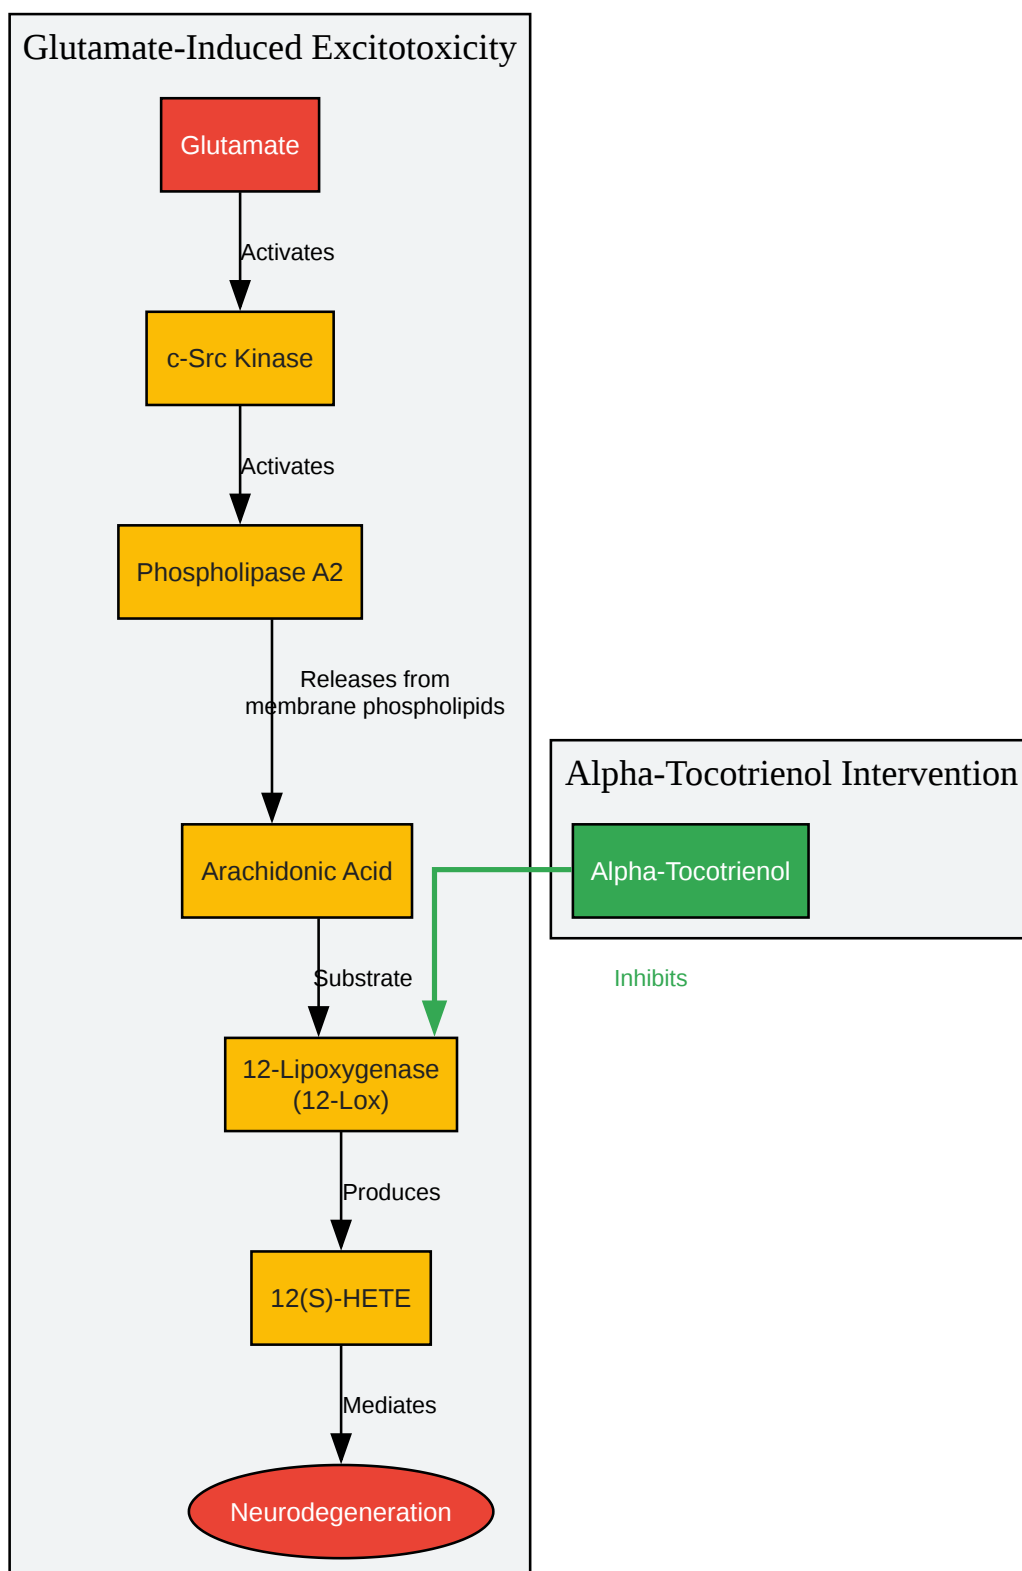 Glutamate-Induced Excitotoxicity
Glutamate
Activates
c-Src Kinase
Activates
Phospholipase A2
Releases from
membrane phospholipids
Alpha-Tocotrienol Intervention
Arachidonic Acid
Alpha-Tocotrienol
Substrate
Inhibits
12-Lipoxygenase
(12-Lox)
Produces
12(S)-HETE
Mediates
Neurodegeneration